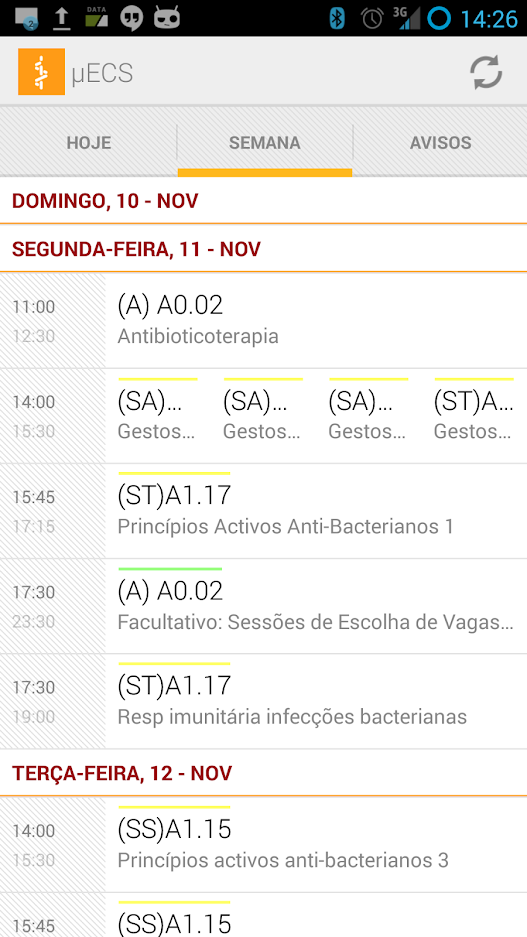 DATA
2
3G
14:26
µECS
HOJE
SEMANA
AVISOS
DOMINGO, 10 - NOV
SEGUNDA-FEIRA, 11 - NOV
11:00
(A) A0.02
12:30
Antibioticoterapia
14:00
(SA)... (SA)... (SA)... (ST)A...
15:30
Gestos... Gestos... Gestos... Gestos...
15:45
(ST)A1.17
17:15
Princípios Activos Anti-Bacterianos 1
17:30
(A) A0.02
23:30
Facultativo: Sessões de Escolha de Vagas...
17:30
(ST)A1.17
19:00
Resp imunitária infecções bacterianas
TERÇA-FEIRA, 12 - NOV
14:00
(SS)A1.15
15:30
Princípios activos anti-bacterianos 3
15:45
(SS)A1.15